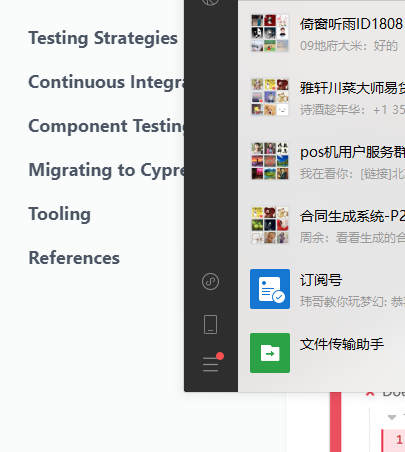 Testing Strategies
Continuous Integra
Component Testing
Migrating to Cypre
Tooling
References
倚窗听雨ID1808
09地府大米：好的
雅轩川菜大师易货
诗酒趁年华：+1 35
pos机用户服务群
我在看你：[链接]北
合同生成系统-P2
周余：看看生成的合
订阅号
玮哥教你玩梦幻: 恭
文件传输助手
Doe
1